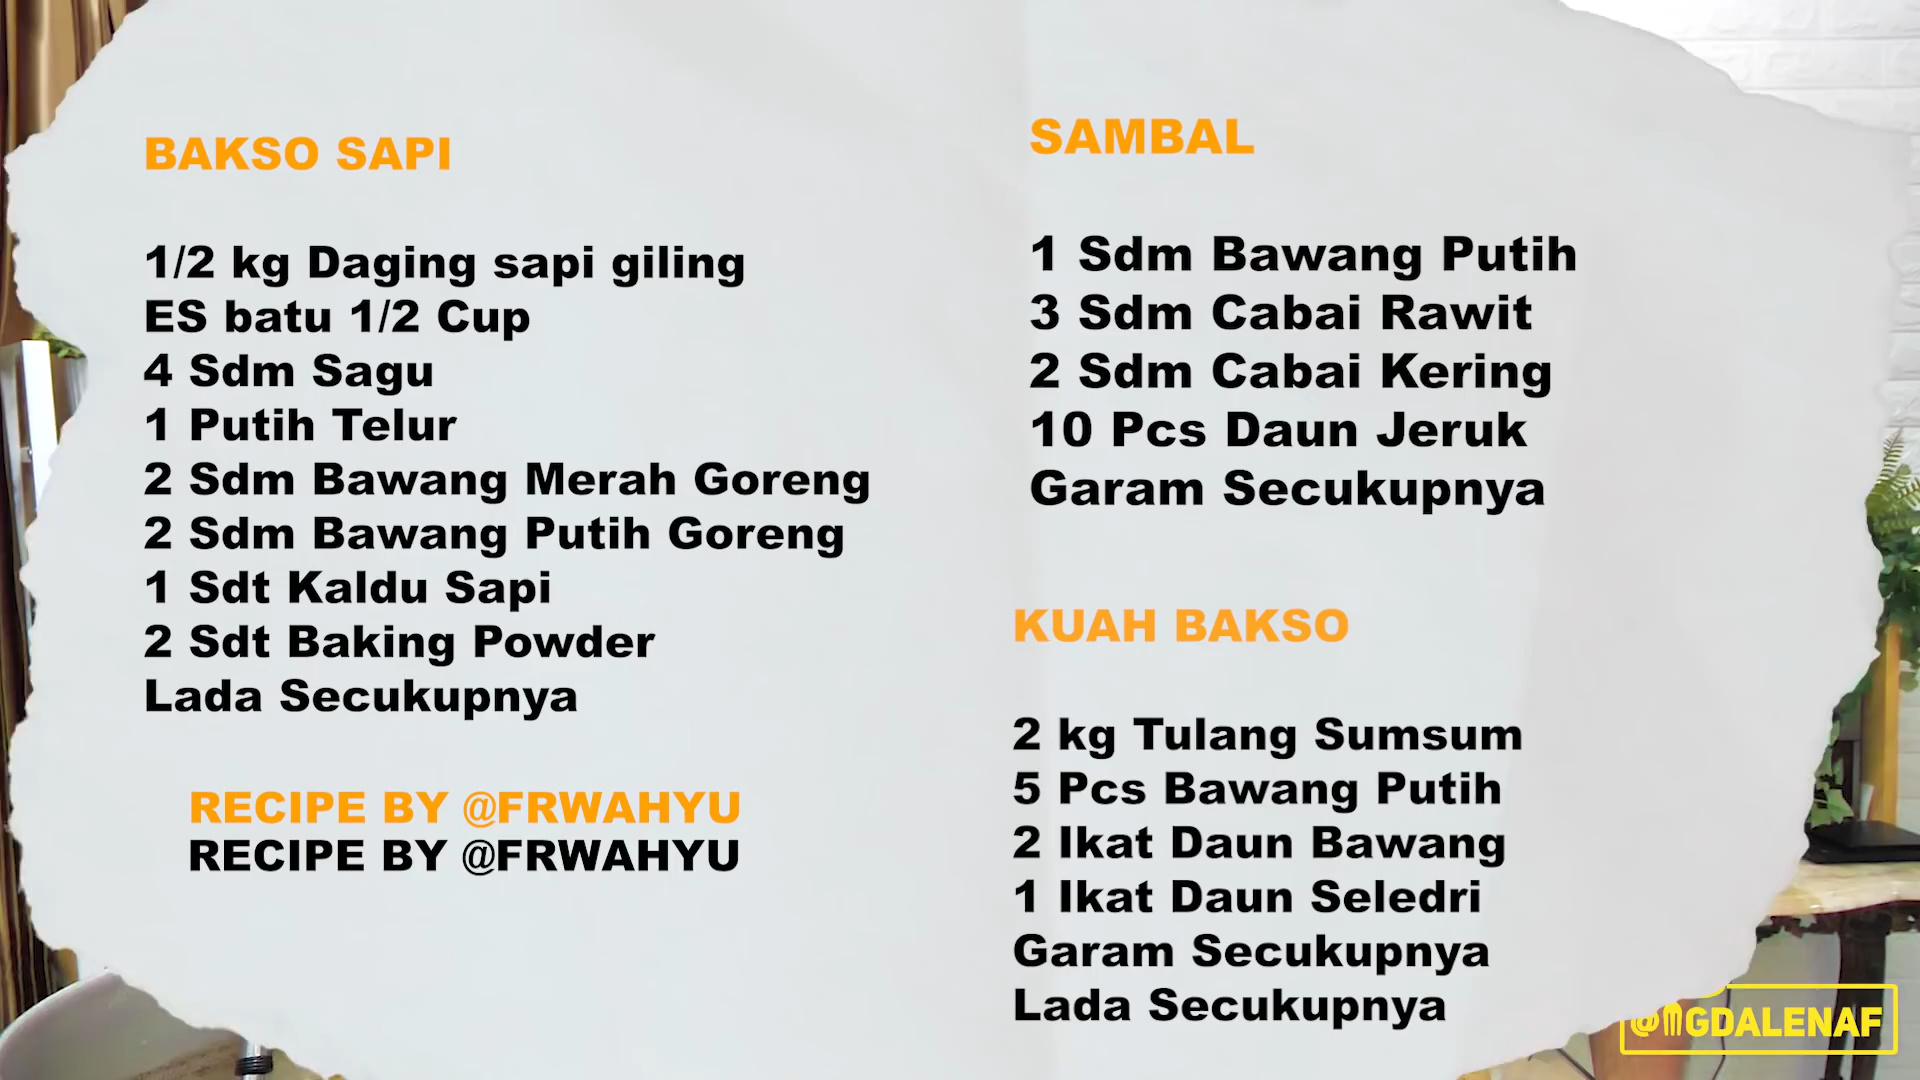 BAKSO SAPI
1/2 kg Daging sapi giling
ES batu 1/2 Cup
4 Sdm Sagu
1 Putih Telur
2 Sdm Bawang Merah Goreng
2 Sdm Bawang Putih Goreng
1 Sdt Kaldu Sapi
2 Sdt Baking Powder
Lada Secukupnya
RECIPE BY @FRWAHYU
RECIPE BY @FRWAHYU
SAMBAL
1 Sdm Bawang Putih
3 Sdm Cabai Rawit
2 Sdm Cabai Kering
10 Pcs Daun Jeruk
Garam Secukupnya
KUAH BAKSO
2 kg Tulang Sumsum
5 Pcs Bawang Putih
2 Ikat Daun Bawang
1 Ikat Daun Seledri
Garam Secukupnya
Lada Secukupnya
@MGDALENAF